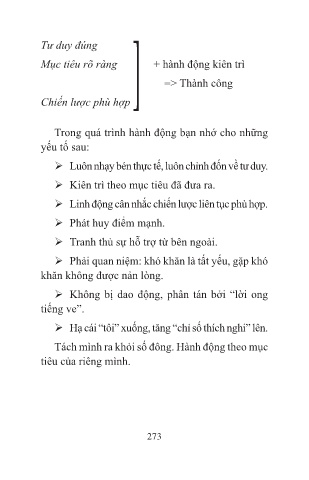 Tư duy đúng
Mục tiêu rõ ràng + hành động kiên trì
=> Thành công
Chiến lược phù hợp
Trong quá trình hành động bạn nhớ cho những
yếu tố sau:
➢ Luôn nhạy bén thực tế, luôn chỉnh đốn về tư duy.
➢ Kiên trì theo mục tiêu đã đưa ra.
➢ Linh động cân nhắc chiến lược liên tục phù hợp.
➢ Phát huy điểm mạnh.
➢ Tranh thủ sự hỗ trợ từ bên ngoài.
➢ Phải quan niệm: khó khăn là tất yếu, gặp khó
khăn không được nản lòng.
➢ Không bị dao động, phân tán bởi “lời ong
tiếng ve”.
➢ Hạ cái “tôi” xuống, tăng “chỉ số thích nghi” lên.
Tách mình ra khỏi số đông. Hành động theo mục
tiêu của riêng mình.
273